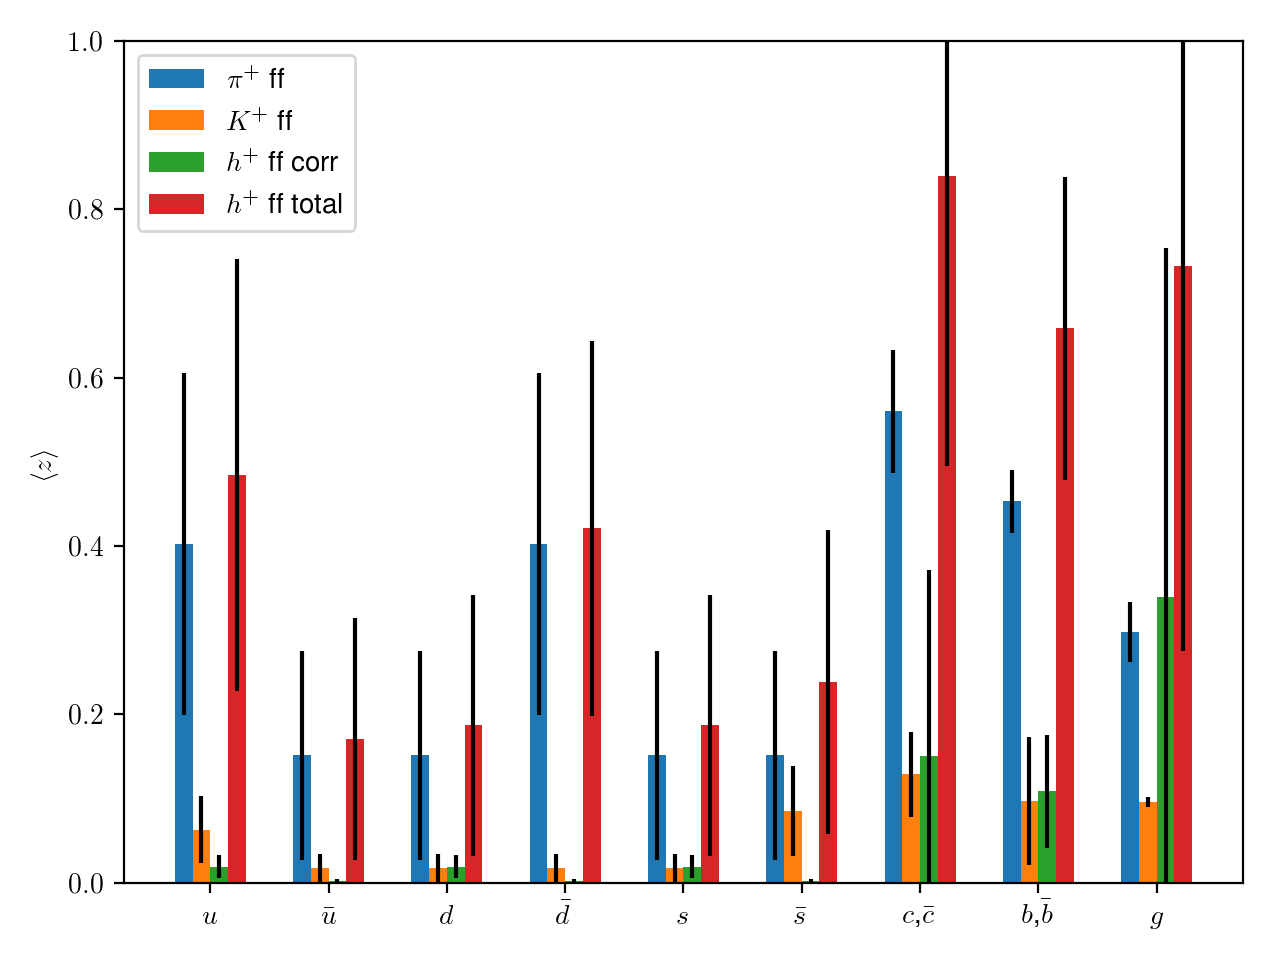 1.0
0.8
0.6
0.4
0.2
0.0
⟨z⟩
π⁺ ff
K⁺ ff
h⁺ ff corr
h⁺ ff total
u ū d d̄ s s̄ c,c̄ b,b̄ g